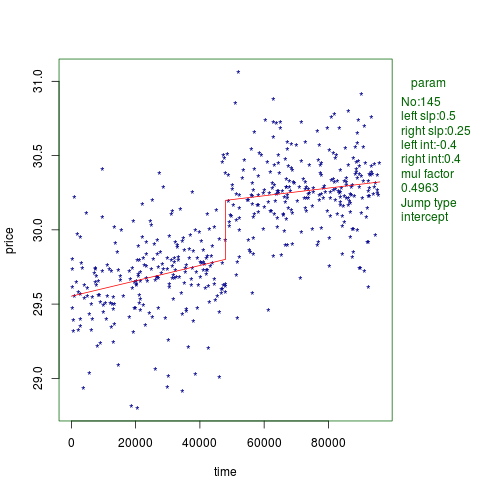 param
No:145
left slp:0.5
right slp:0.25
left int:-0.4
right int:0.4
mul factor
0.4963
Jump type
intercept
31.0
30.5
30.0
29.5
29.0
price
0 20000 40000 60000 80000
time